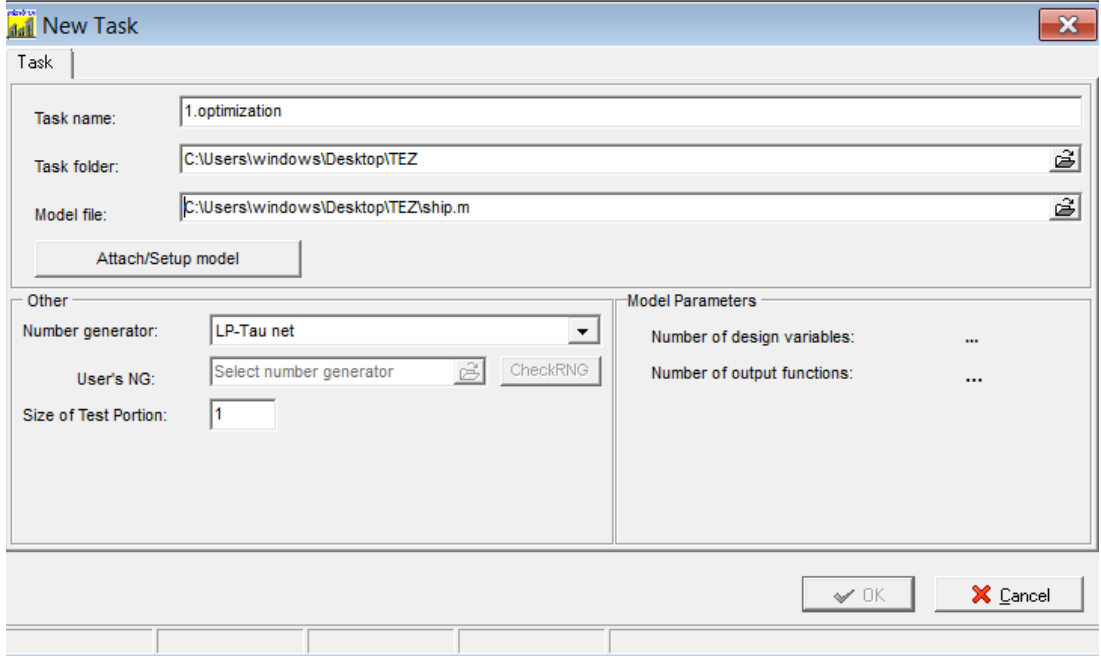 New Task
Task
Task name: 1.optimization
Task folder: C:\Users\windows\Desktop\TEZ
Model file: C:\Users\windows\Desktop\TEZ\ship.m
Attach/Setup model
Other
Number generator: LP-Tau net
User's NG: Select number generator CheckRNG
Size of Test Portion: 1
Model Parameters
Number of design variables: ...
Number of output functions: ...
OK Cancel